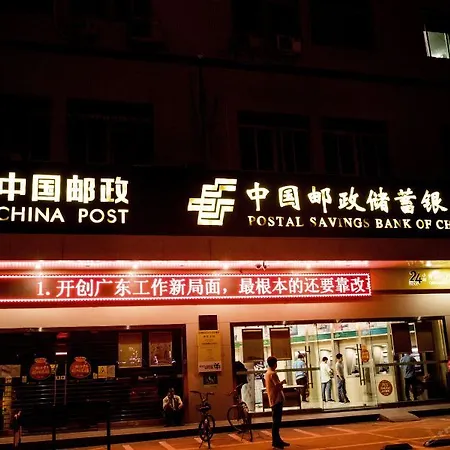 中国邮政
CHINA POST
中国邮政储蓄银
POSTAL SAVINGS BANK OF CH
1.开创广东工作新局面，最根本的还要靠改
24